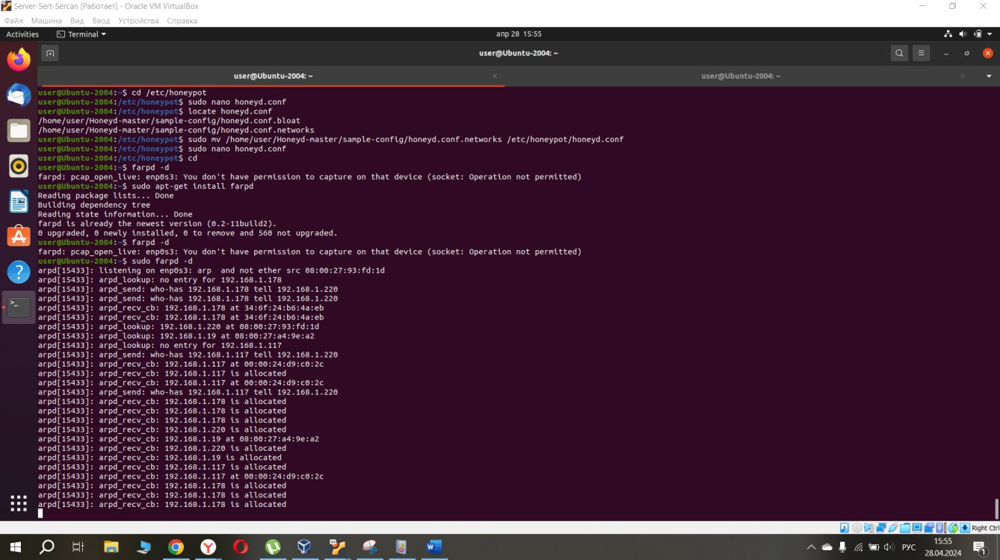 Server-Sert-Sercan [Работает] - Oracle VM VirtualBox
Файл Машина Вид Ввод Устройства Справка
Activities Terminal апр 28 15:55
user@Ubuntu-2004: ~
user@Ubuntu-2004: ~ user@Ubuntu-2004: ~
user@Ubuntu-2004:~$ cd /etc/honeypot
user@Ubuntu-2004:/etc/honeypot$ sudo nano honeyd.conf
user@Ubuntu-2004:/etc/honeypot$ locate honeyd.conf
/home/user/Honeyd-master/sample-config/honeyd.conf.bloat
/home/user/Honeyd-master/sample-config/honeyd.conf.networks
user@Ubuntu-2004:/etc/honeypot$ sudo mv /home/user/Honeyd-master/sample-config/honeyd.conf.networks /etc/honeypot/honeyd.conf
user@Ubuntu-2004:/etc/honeypot$ sudo nano honeyd.conf
user@Ubuntu-2004:/etc/honeypot$ cd
user@Ubuntu-2004:~$ farpd -d
farpd: pcap_open_live: enp0s3: You don't have permission to capture on that device (socket: Operation not permitted)
user@Ubuntu-2004:~$ sudo apt-get install farpd
Reading package lists... Done
Building dependency tree
Reading state information... Done
farpd is already the newest version (0.2-11build2).
0 upgraded, 0 newly installed, 0 to remove and 560 not upgraded.
user@Ubuntu-2004:~$ farpd -d
farpd: pcap_open_live: enp0s3: You don't have permission to capture on that device (socket: Operation not permitted)
user@Ubuntu-2004:~$ sudo farpd -d
arpd[15433]: listening on enp0s3: arp  and not ether src 08:00:27:93:fd:1d
arpd[15433]: arpd_lookup: no entry for 192.168.1.178
arpd[15433]: arpd_send: who-has 192.168.1.178 tell 192.168.1.220
arpd[15433]: arpd_send: who-has 192.168.1.178 tell 192.168.1.220
arpd[15433]: arpd_recv_cb: 192.168.1.178 at 34:6f:24:b6:4a:eb
arpd[15433]: arpd_recv_cb: 192.168.1.178 at 34:6f:24:b6:4a:eb
arpd[15433]: arpd_lookup: 192.168.1.220 at 08:00:27:93:fd:1d
arpd[15433]: arpd_lookup: 192.168.1.19 at 08:00:27:a4:9e:a2
arpd[15433]: arpd_lookup: no entry for 192.168.1.117
arpd[15433]: arpd_send: who-has 192.168.1.117 tell 192.168.1.220
arpd[15433]: arpd_recv_cb: 192.168.1.117 at 00:00:24:d9:c0:2c
arpd[15433]: arpd_recv_cb: 192.168.1.117 is allocated
arpd[15433]: arpd_recv_cb: 192.168.1.117 at 00:00:24:d9:c0:2c
arpd[15433]: arpd_send: who-has 192.168.1.117 tell 192.168.1.220
arpd[15433]: arpd_recv_cb: 192.168.1.178 is allocated
arpd[15433]: arpd_recv_cb: 192.168.1.178 is allocated
arpd[15433]: arpd_recv_cb: 192.168.1.178 is allocated
arpd[15433]: arpd_recv_cb: 192.168.1.220 is allocated
arpd[15433]: arpd_recv_cb: 192.168.1.19 at 08:00:27:a4:9e:a2
arpd[15433]: arpd_recv_cb: 192.168.1.220 is allocated
arpd[15433]: arpd_recv_cb: 192.168.1.19 is allocated
arpd[15433]: arpd_recv_cb: 192.168.1.117 is allocated
arpd[15433]: arpd_recv_cb: 192.168.1.117 at 00:00:24:d9:c0:2c
arpd[15433]: arpd_recv_cb: 192.168.1.178 is allocated
arpd[15433]: arpd_recv_cb: 192.168.1.178 is allocated
arpd[15433]: arpd_recv_cb: 192.168.1.178 is allocated
Right Ctrl
РУС 15:55
28.04.2024